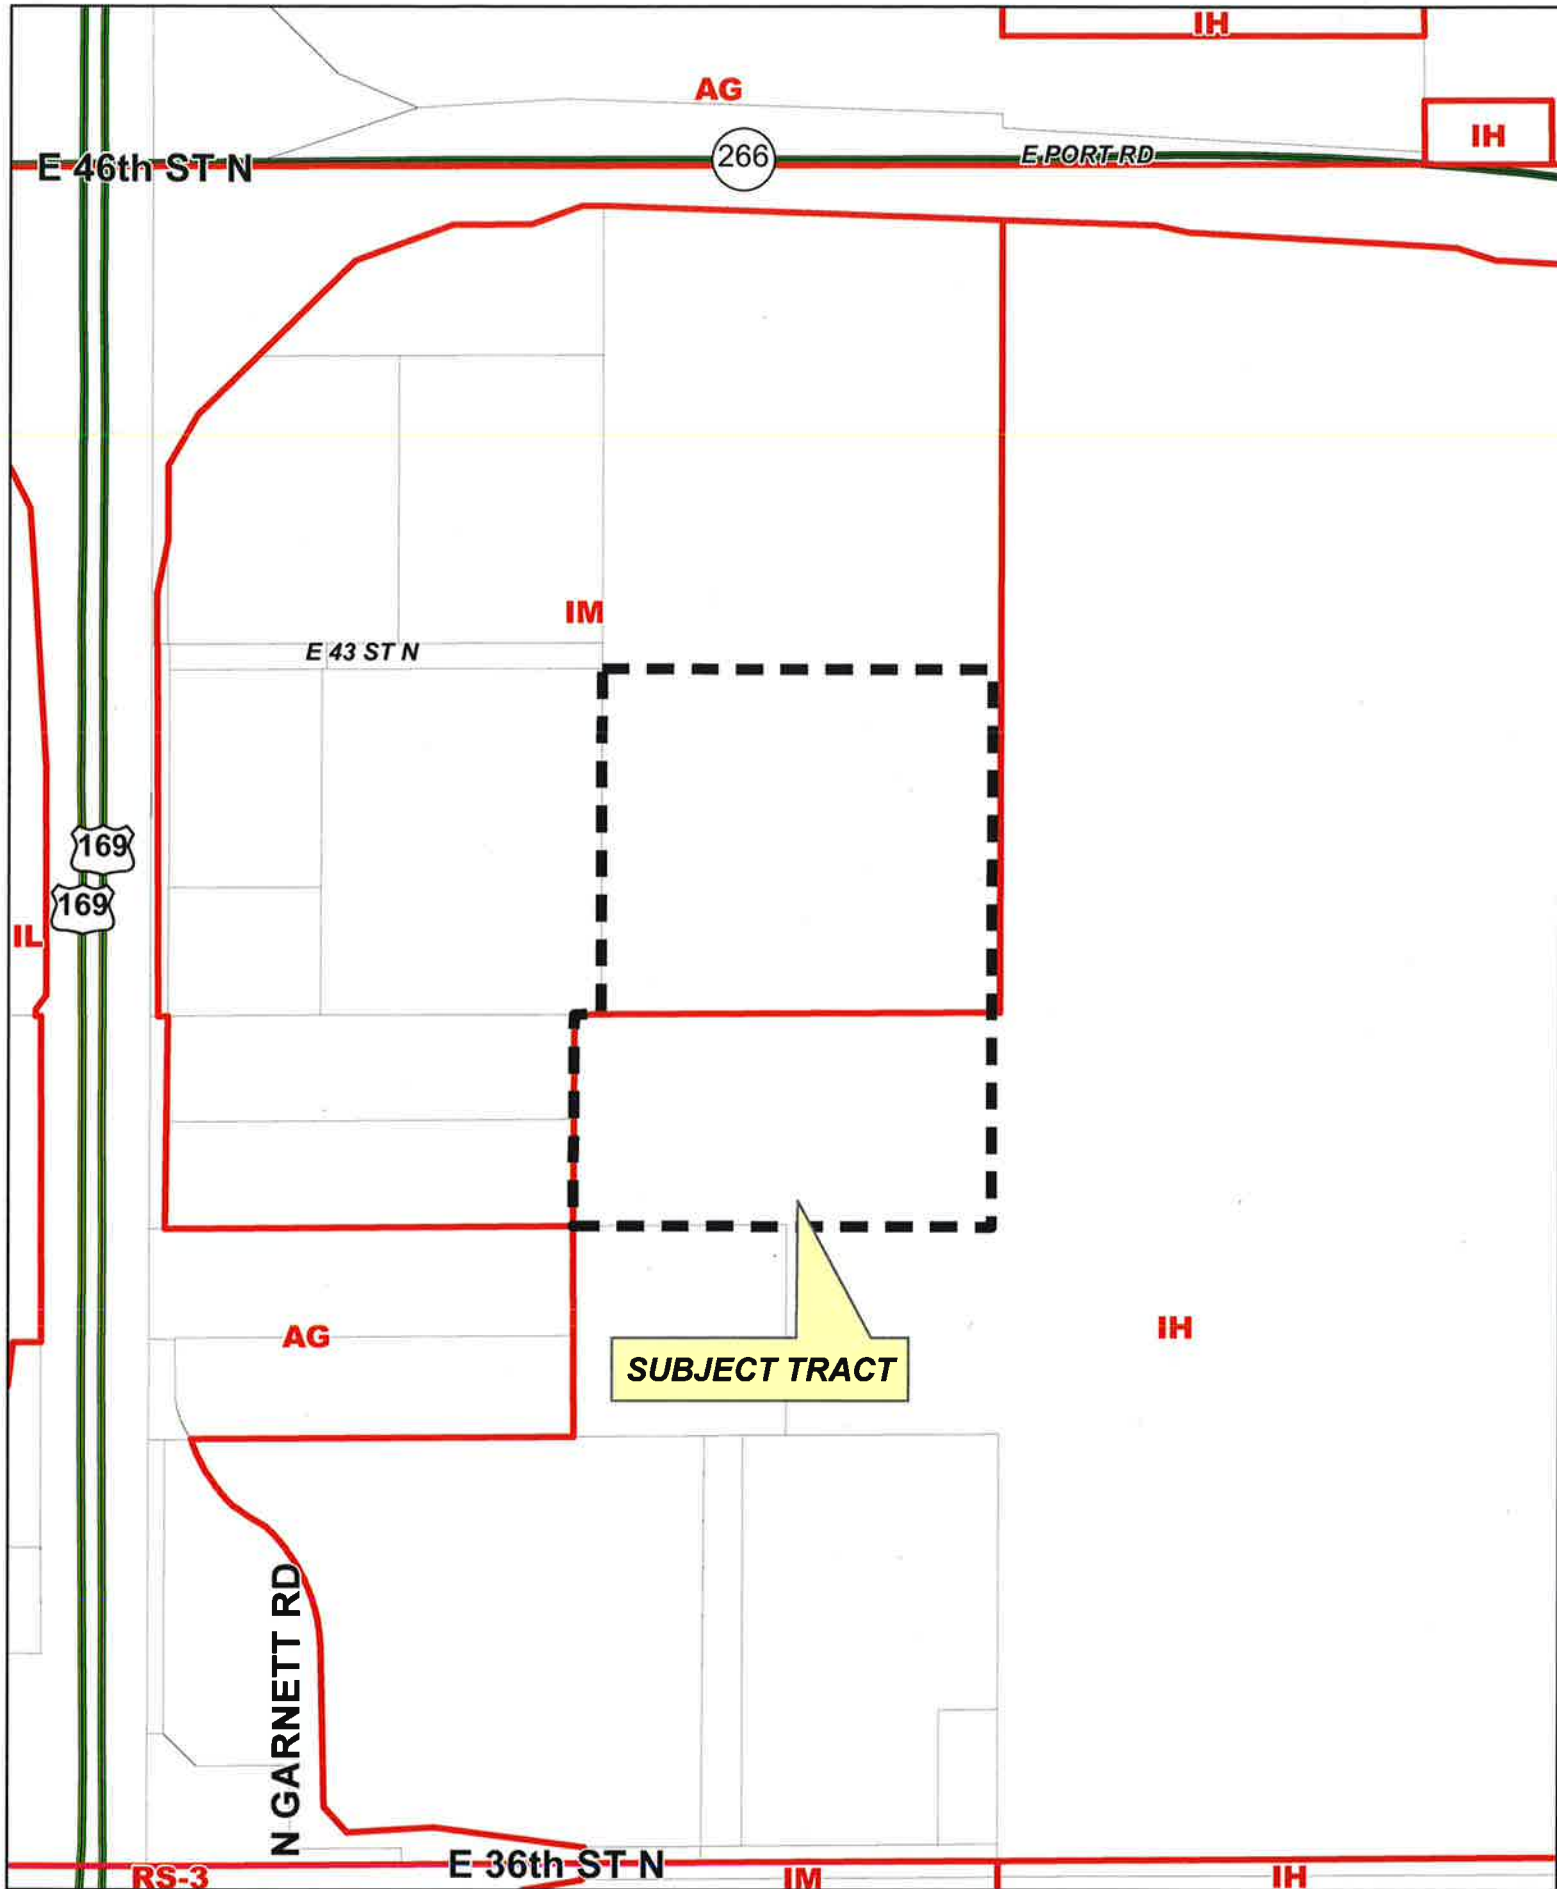 IH
AG
IH
E 46th ST N
266
E PORT RD
IM
E 43 ST N
169
169
IL
AG
IH
SUBJECT TRACT
N GARNETT RD
E 36th ST N
RS-3
IM
IH